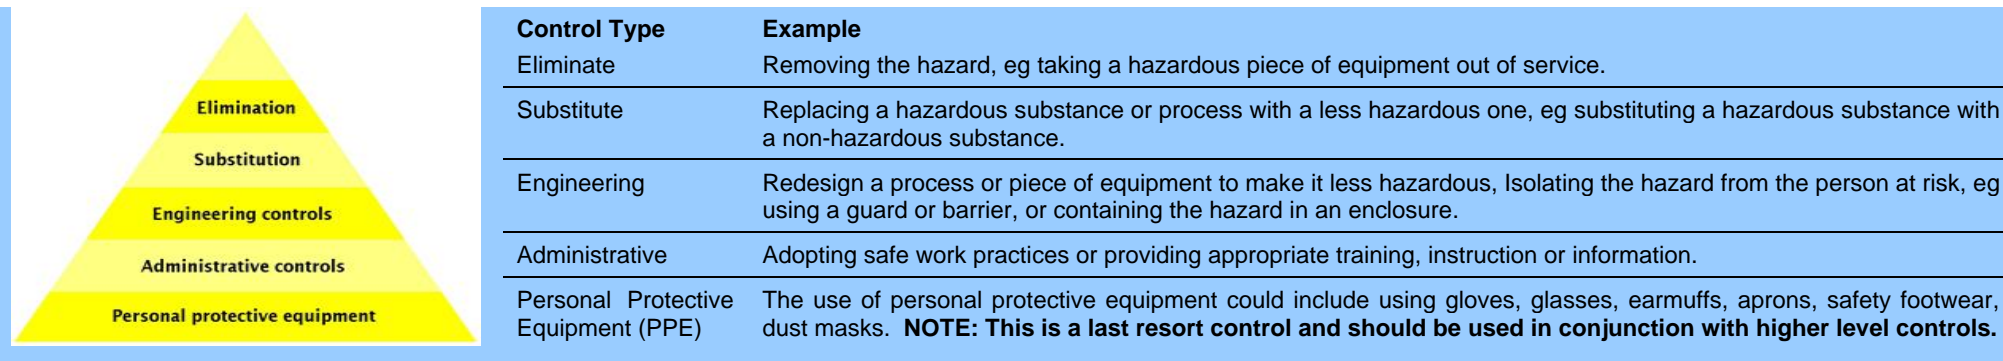 Elimination
Substitution
Engineering controls
Administrative controls
Personal protective equipment
Control Type Example
Eliminate Removing the hazard, eg taking a hazardous piece of equipment out of service.
Substitute Replacing a hazardous substance or process with a less hazardous one, eg substituting a hazardous substance with
a non-hazardous substance.
Engineering Redesign a process or piece of equipment to make it less hazardous, Isolating the hazard from the person at risk, eg
using a guard or barrier, or containing the hazard in an enclosure.
Administrative Adopting safe work practices or providing appropriate training, instruction or information.
Personal Protective The use of personal protective equipment could include using gloves, glasses, earmuffs, aprons, safety footwear,
Equipment (PPE) dust masks. NOTE: This is a last resort control and should be used in conjunction with higher level controls.